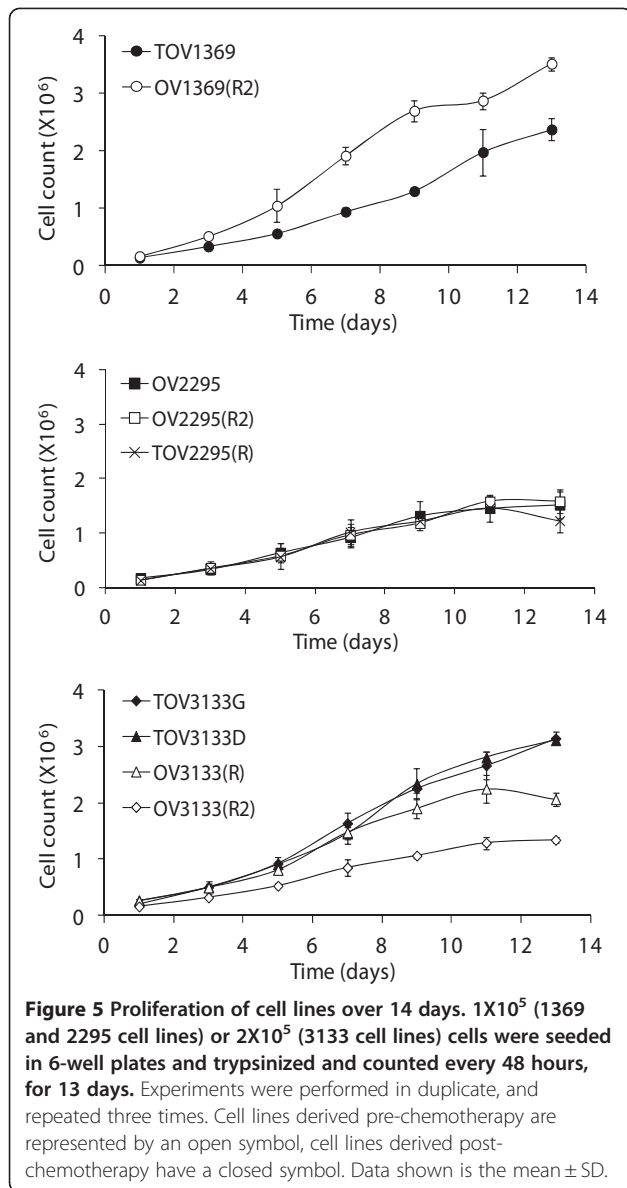 4
3
2
1
0
Cell count (X10⁶)
TOV1369
OV1369(R2)
0 2 4 6 8 10 12 14
Time (days)
4
3
2
1
0
Cell count (X10⁶)
OV2295
OV2295(R2)
TOV2295(R)
0 2 4 6 8 10 12 14
Time (days)
4
3
2
1
0
Cell count (X10⁶)
TOV3133G
TOV3133D
OV3133(R)
OV3133(R2)
0 2 4 6 8 10 12 14
Time (days)
Figure 5 Proliferation of cell lines over 14 days. 1X10⁵ (1369
and 2295 cell lines) or 2X10⁵ (3133 cell lines) cells were seeded
in 6-well plates and trypsinized and counted every 48 hours,
for 13 days. Experiments were performed in duplicate, and
repeated three times. Cell lines derived pre-chemotherapy are
represented by an open symbol, cell lines derived post-
chemotherapy have a closed symbol. Data shown is the mean ± SD.